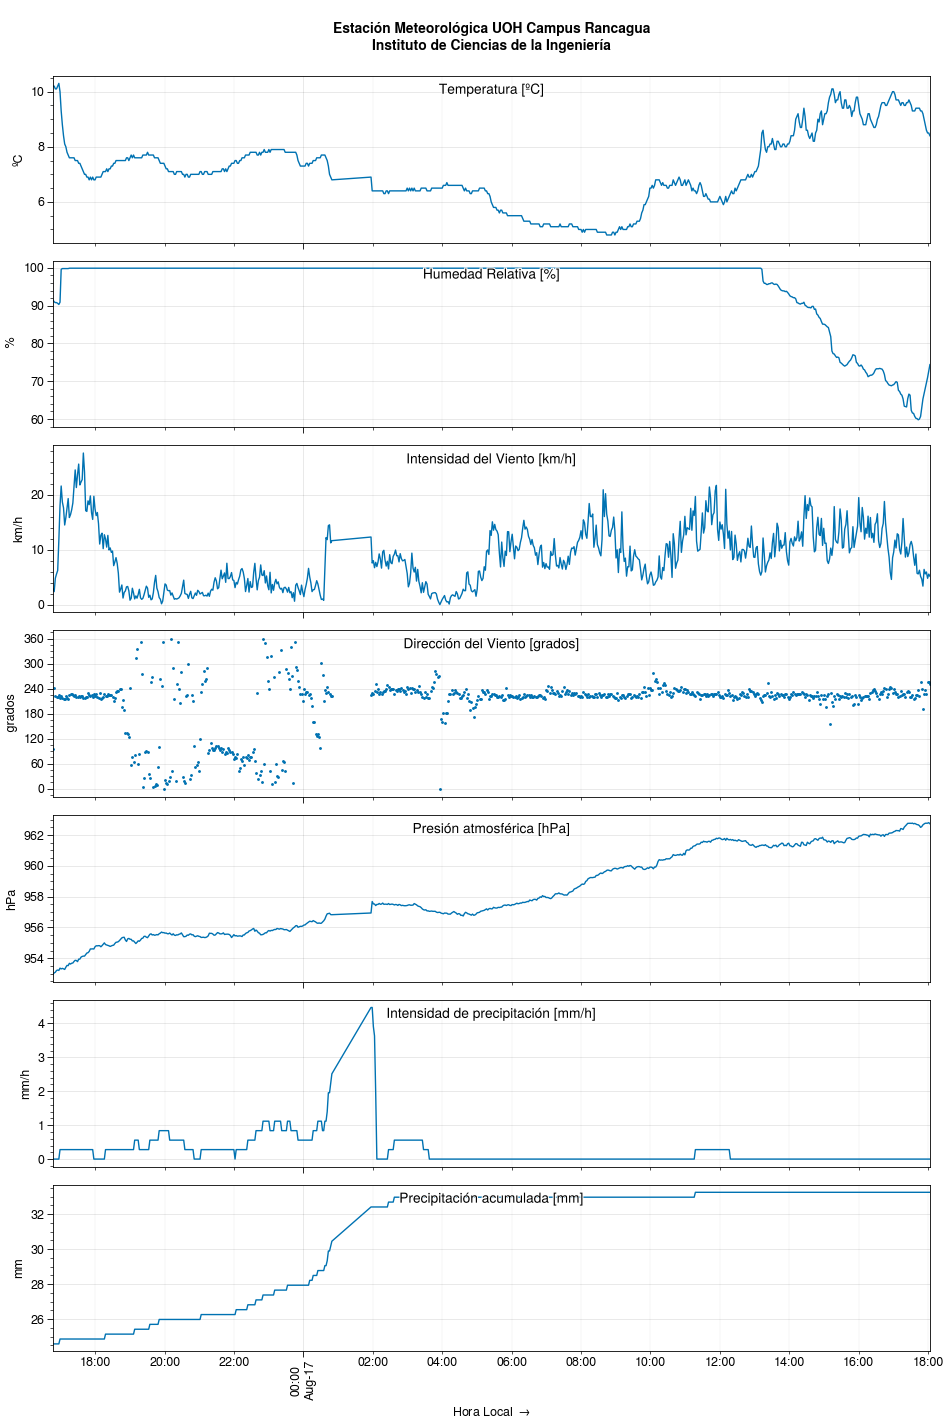 Estación Meteorológica UOH Campus Rancagua
Instituto de Ciencias de la Ingeniería
Temperatura [ºC]
ºC
10
8
6
Humedad Relativa [%]
%
100
90
80
70
60
Intensidad del Viento [km/h]
km/h
20
10
0
Dirección del Viento [grados]
grados
360
300
240
180
120
60
0
Presión atmosférica [hPa]
hPa
962
960
958
956
954
Intensidad de precipitación [mm/h]
mm/h
4
3
2
1
0
Precipitación acumulada [mm]
mm
32
30
28
26
18:00 20:00 22:00 00:00 02:00 04:00 06:00 08:00 10:00 12:00 14:00 16:00 18:00
Aug-17
Hora Local →